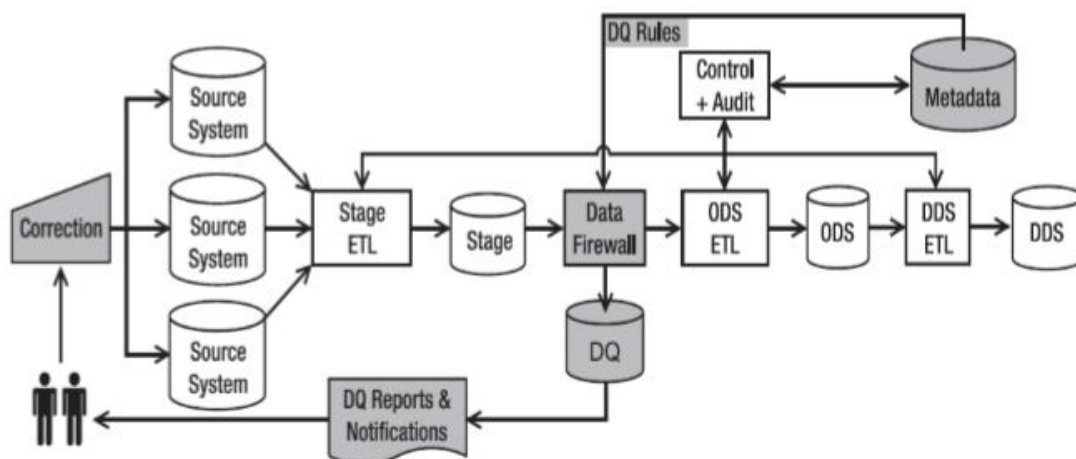 DQ Rules
Control
+ Audit
Metadata
Source
System
Correction
Source
System
Source
System
Stage
ETL
Stage
Data
Firewall
ODS
ETL
ODS
DDS
ETL
DDS
DQ
DQ Reports &
Notifications